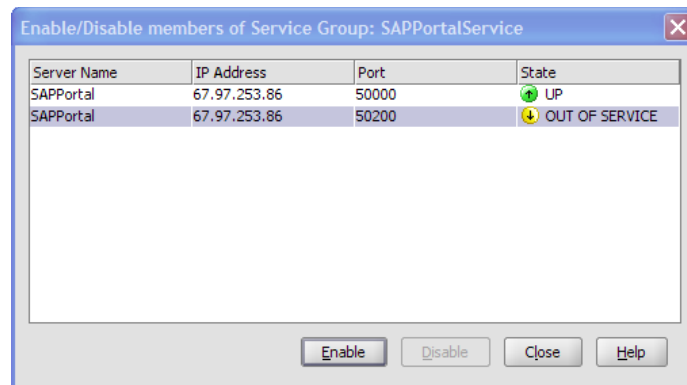 Enable/Disable members of Service Group: SAPPortalService
Server Name IP Address Port State
SAPPortal 67.97.253.86 50000 UP
SAPPortal 67.97.253.86 50200 OUT OF SERVICE
Enable Disable Close Help